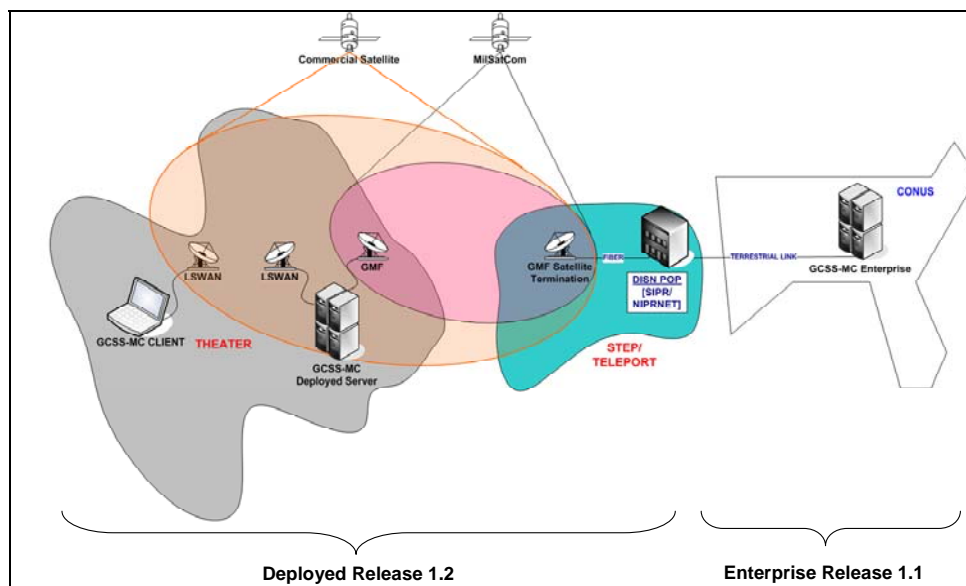 Commercial Satellite
MilSatCom
CONUS
LSWAN
LSWAN
GMF
GMF Satellite
Termination
FIBER
TERRESTRIAL LINK
GCSS-MC Enterprise
DISN POP
[SIPR/
NIPRNET]
GCSS-MC CLIENT
THEATER
GCSS-MC
Deployed Server
STEP/
TELEPORT
Deployed Release 1.2
Enterprise Release 1.1